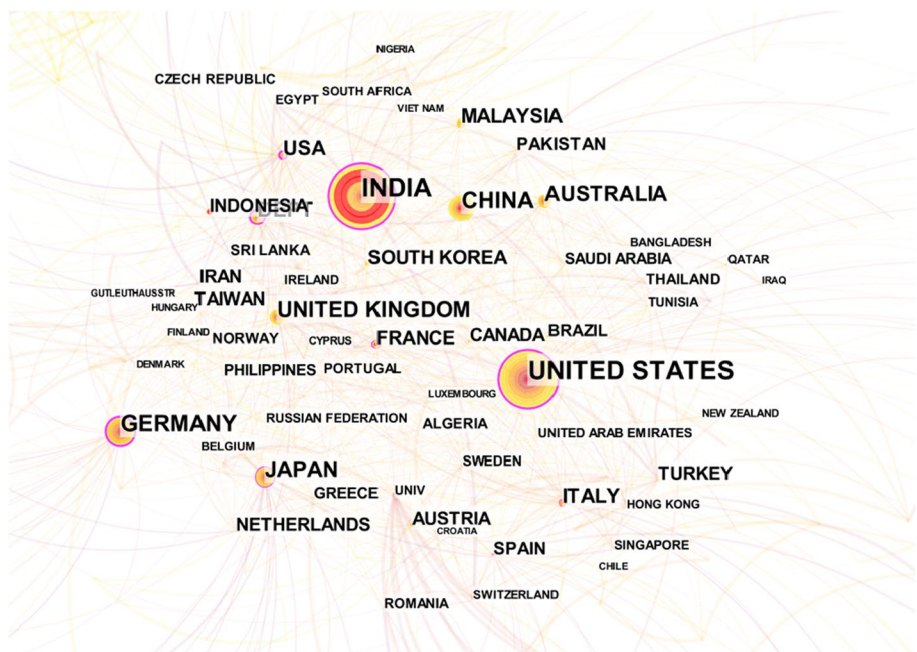 NIGERIA
CZECH REPUBLIC
EGYPT
SOUTH AFRICA
VIET NAM
MALAYSIA
PAKISTAN
USA
INDIA
CHINA
AUSTRALIA
INDONESIA
DEPT
SRI LANKA
SOUTH KOREA
BANGLADESH
SAUDI ARABIA
QATAR
IRAN
IRELAND
THAILAND
IRAQ
GUTLEUTHAUSSTR
TAIWAN
HUNGARY
UNITED KINGDOM
TUNISIA
FINLAND
NORWAY
CYPRUS
FRANCE
CANADA
BRAZIL
DENMARK
PHILIPPINES
PORTUGAL
UNITED STATES
LUXEMBOURG
GERMANY
RUSSIAN FEDERATION
ALGERIA
NEW ZEALAND
UNITED ARAB EMIRATES
BELGIUM
JAPAN
SWEDEN
TURKEY
GREECE
UNIV
ITALY
HONG KONG
NETHERLANDS
AUSTRIA
CROATIA
SPAIN
SINGAPORE
CHILE
ROMANIA
SWITZERLAND